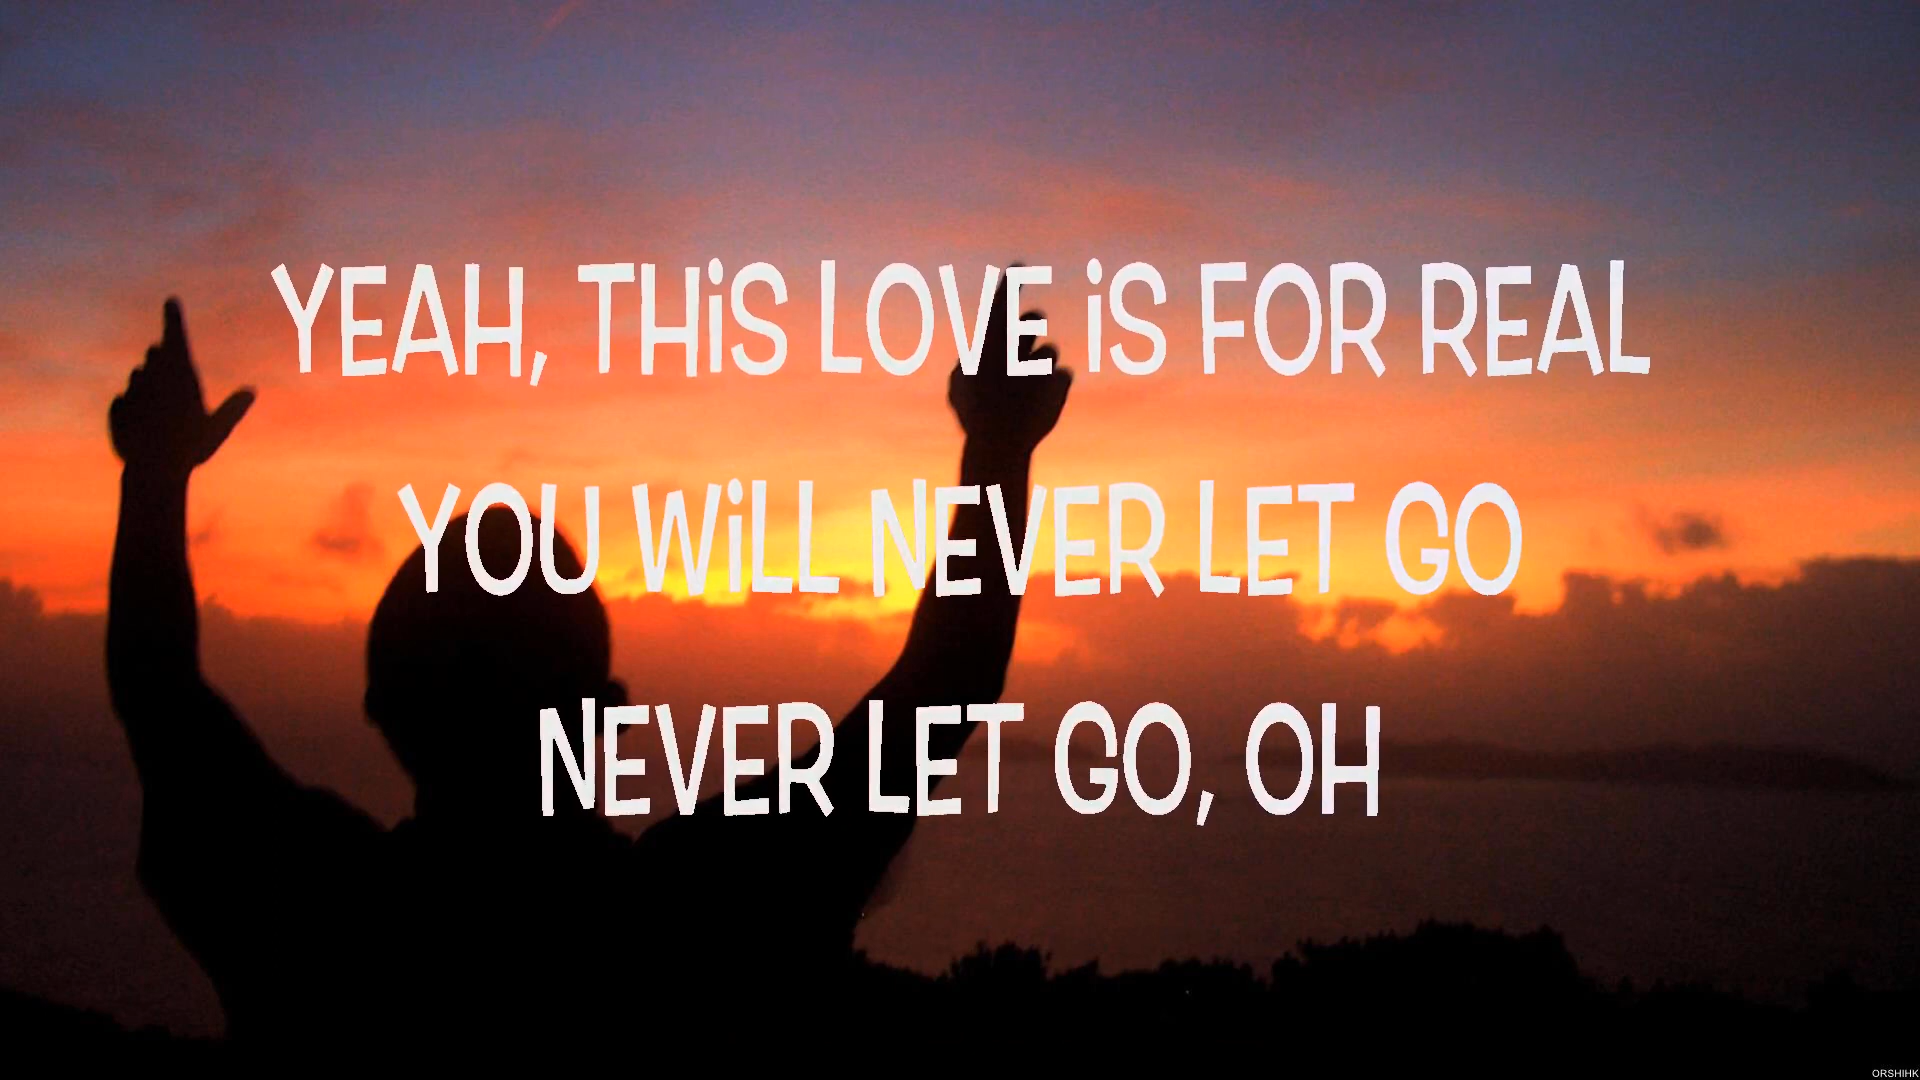 YEAH, THiS LOVE iS FOR REAL
YOU WiLL NEVER LET GO
NEVER LET GO, OH
ORSHIHK